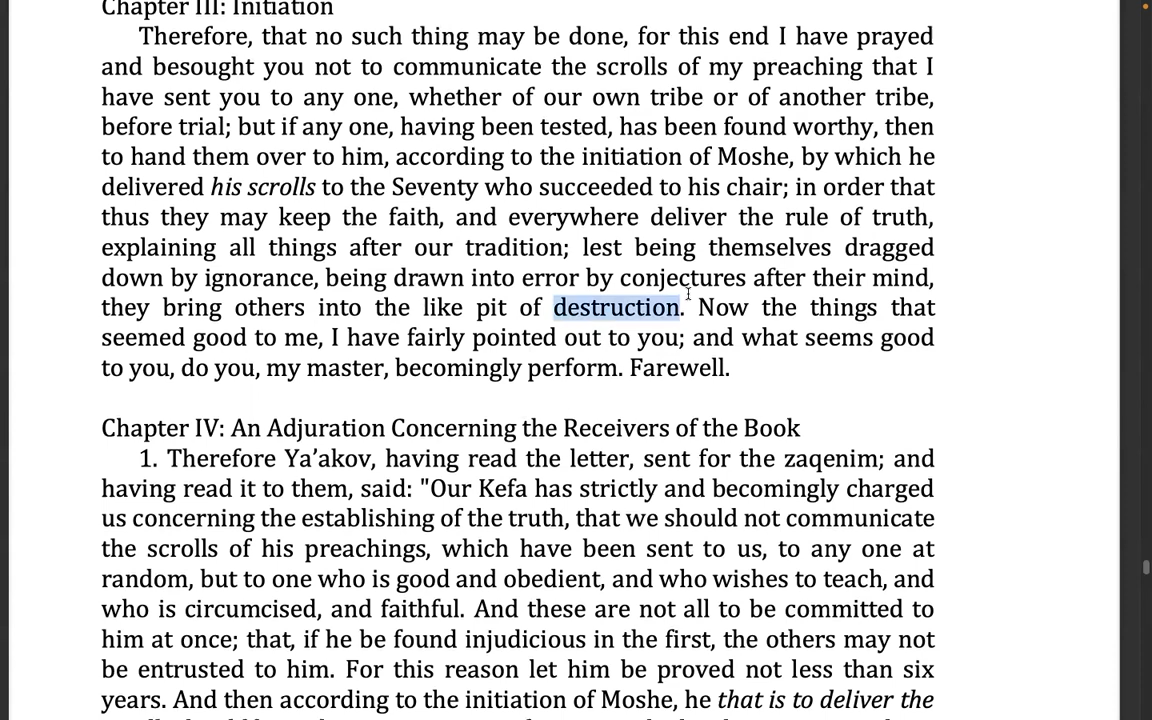 Chapter III: Initiation
Therefore, that no such thing may be done, for this end I have prayed
and besought you not to communicate the scrolls of my preaching that I
have sent you to any one, whether of our own tribe or of another tribe,
before trial; but if any one, having been tested, has been found worthy, then
to hand them over to him, according to the initiation of Moshe, by which he
delivered his scrolls to the Seventy who succeeded to his chair; in order that
thus they may keep the faith, and everywhere deliver the rule of truth,
explaining all things after our tradition; lest being themselves dragged
down by ignorance, being drawn into error by conjectures after their mind,
they bring others into the like pit of destruction. Now the things that
seemed good to me, I have fairly pointed out to you; and what seems good
to you, do you, my master, becomingly perform. Farewell.
Chapter IV: An Adjuration Concerning the Receivers of the Book
1. Therefore Ya’akov, having read the letter, sent for the zaqenim; and
having read it to them, said: "Our Kefa has strictly and becomingly charged
us concerning the establishing of the truth, that we should not communicate
the scrolls of his preachings, which have been sent to us, to any one at
random, but to one who is good and obedient, and who wishes to teach, and
who is circumcised, and faithful. And these are not all to be committed to
him at once; that, if he be found injudicious in the first, the others may not
be entrusted to him. For this reason let him be proved not less than six
years. And then according to the initiation of Moshe, he that is to deliver the